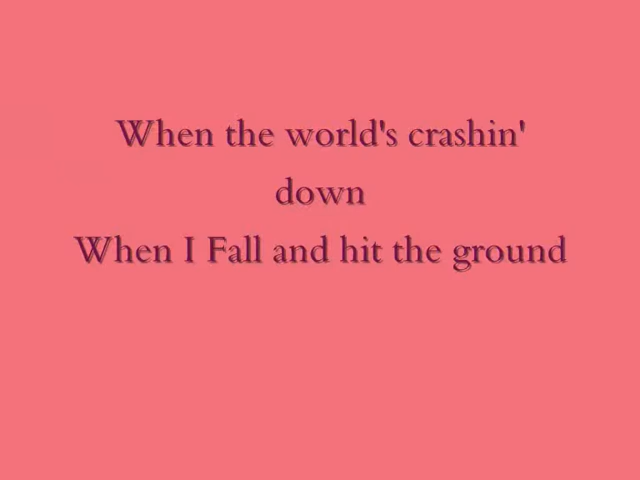 When the world's crashin'
down
When I Fall and hit the ground